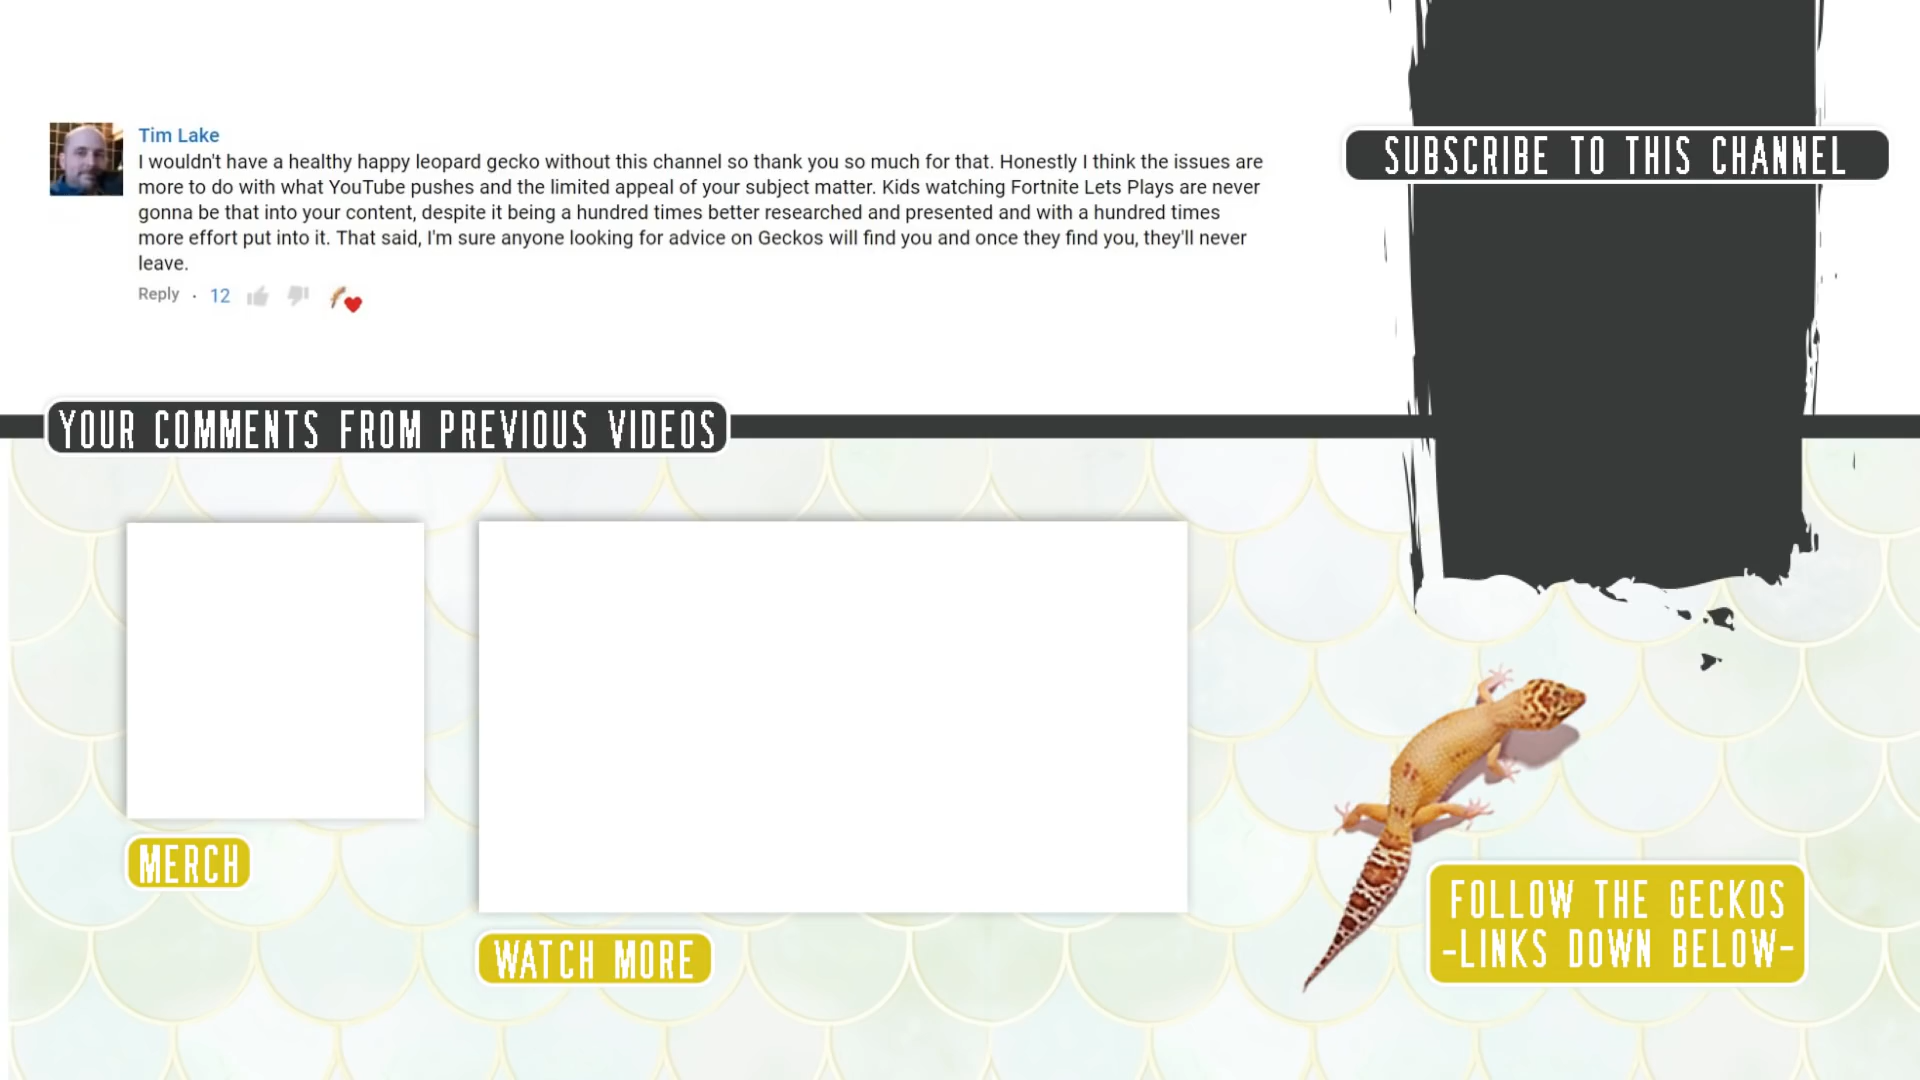 Tim Lake
I wouldn't have a healthy happy leopard gecko without this channel so thank you so much for that. Honestly I think the issues are
more to do with what YouTube pushes and the limited appeal of your subject matter. Kids watching Fortnite Lets Plays are never
gonna be that into your content, despite it being a hundred times better researched and presented and with a hundred times
more effort put into it. That said, I'm sure anyone looking for advice on Geckos will find you and once they find you, they'll never
leave.
Reply · 12
SUBSCRIBE TO THIS CHANNEL
YOUR COMMENTS FROM PREVIOUS VIDEOS
MERCH
WATCH MORE
FOLLOW THE GECKOS
-LINKS DOWN BELOW-